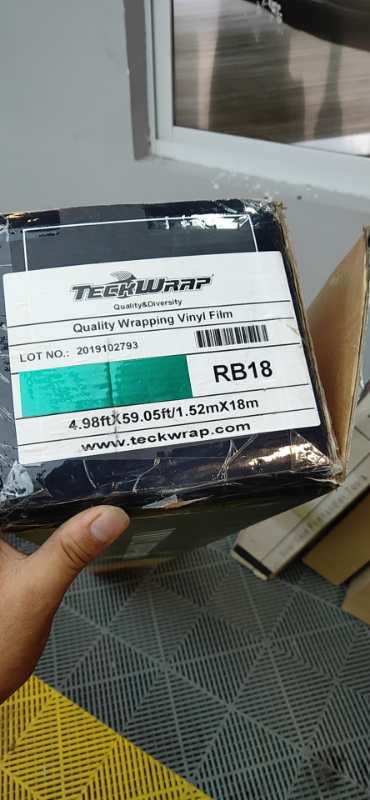 TECKWRAP
Quality&Diversity
Quality Wrapping Vinyl Film
LOT NO.: 2019102793
RB18
4.98ftX59.05ft/1.52mX18m
www.teckwrap.com